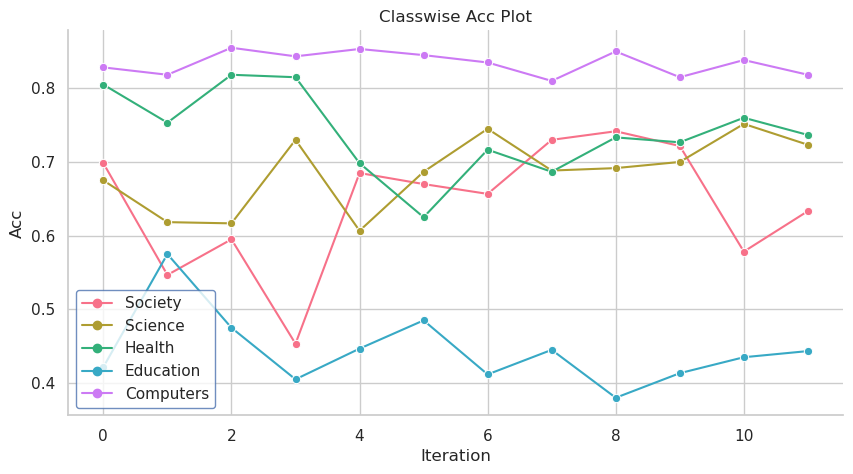 Classwise Acc Plot
Acc
0.8
0.7
0.6
0.5
0.4
Society
Science
Health
Education
Computers
0 2 4 6 8 10
Iteration